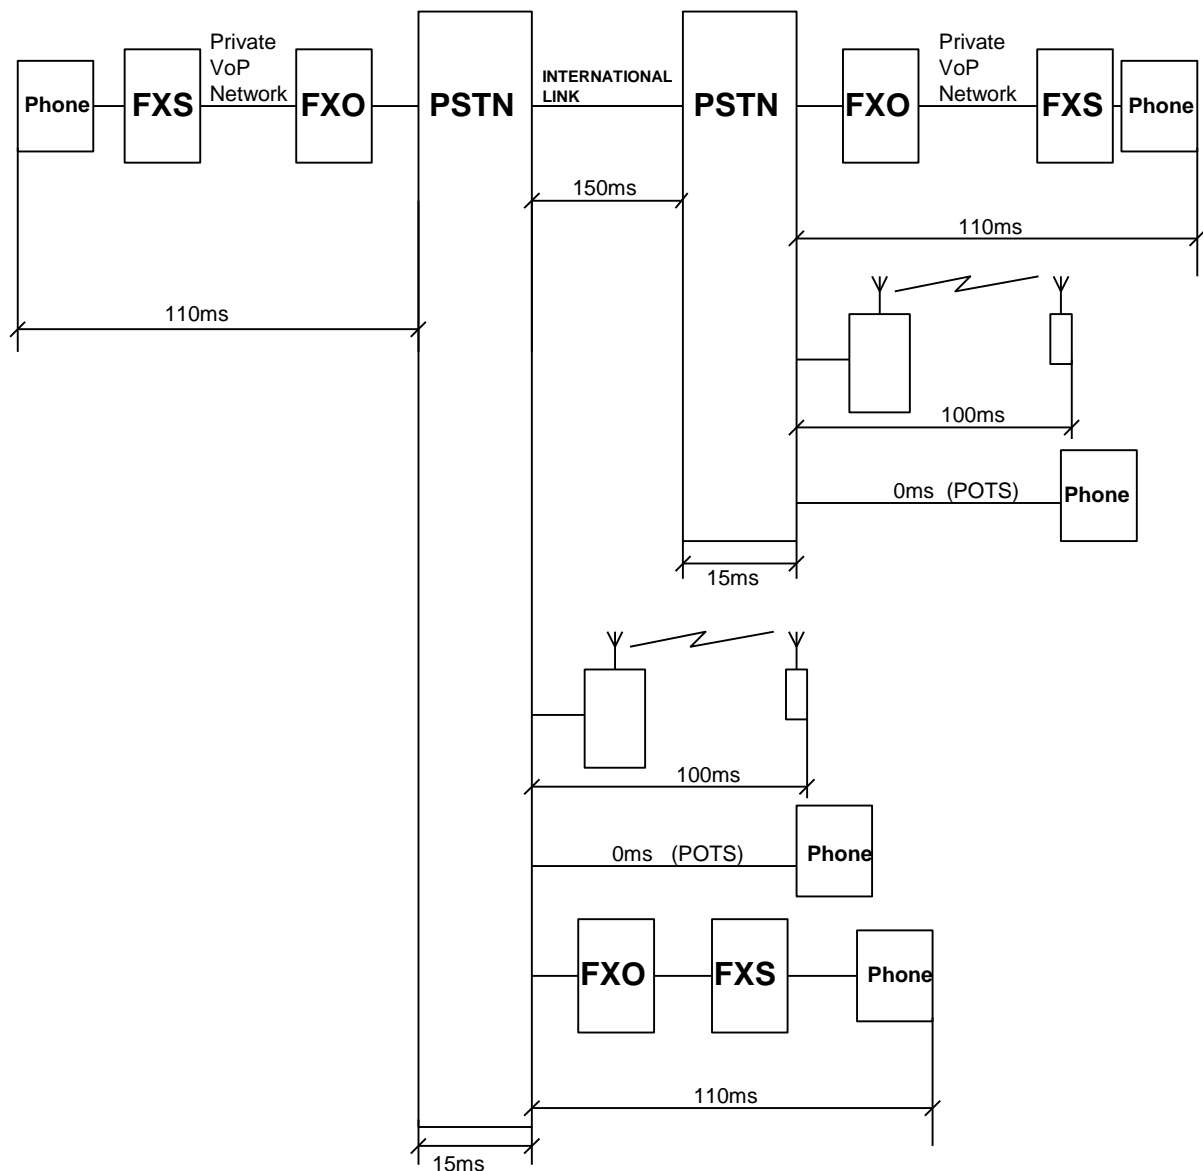 Private
VoP
Network
Phone
FXS
FXO
PSTN
INTERNATIONAL
LINK
PSTN
FXO
Private
VoP
Network
FXS
Phone
150ms
110ms
110ms
100ms
0ms (POTS)
Phone
15ms
100ms
0ms (POTS)
Phone
FXO
FXS
Phone
110ms
15ms